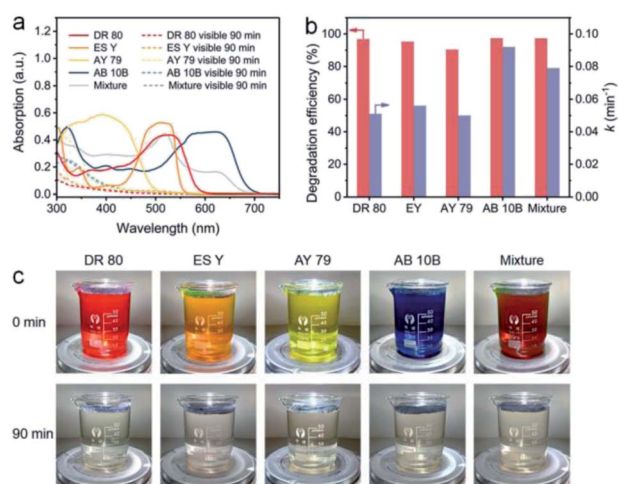 a
DR 80 DR 80 visible 90 min
ES Y ES Y visible 90 min
AY 79 AY 79 visible 90 min
AB 10B AB 10B visible 90 min
Mixture Mixture visible 90 min
Absorption (a.u.)
1.2
1.0
0.8
0.6
0.4
0.2
0.0
300 400 500 600 700
Wavelength (nm)
b
Degradation efficiency (%)
100
80
60
40
20
0
DR 80 EY AY 79 AB 10B Mixture
0.10
0.08
0.06
0.04
0.02
0.00
k (min⁻¹)
c
DR 80 ES Y AY 79 AB 10B Mixture
0 min
90 min